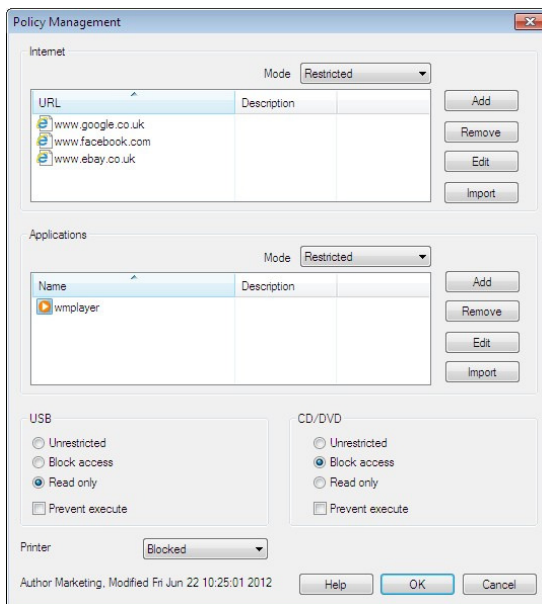 Policy Management
Internet
Mode Restricted
URL Description
www.google.co.uk
www.facebook.com
www.ebay.co.uk
Add
Remove
Edit
Import
Applications
Mode Restricted
Name Description
wmplayer
Add
Remove
Edit
Import
USB
Unrestricted
Block access
Read only
Prevent execute
CD/DVD
Unrestricted
Block access
Read only
Prevent execute
Printer Blocked
Author Marketing, Modified Fri Jun 22 10:25:01 2012
Help OK Cancel